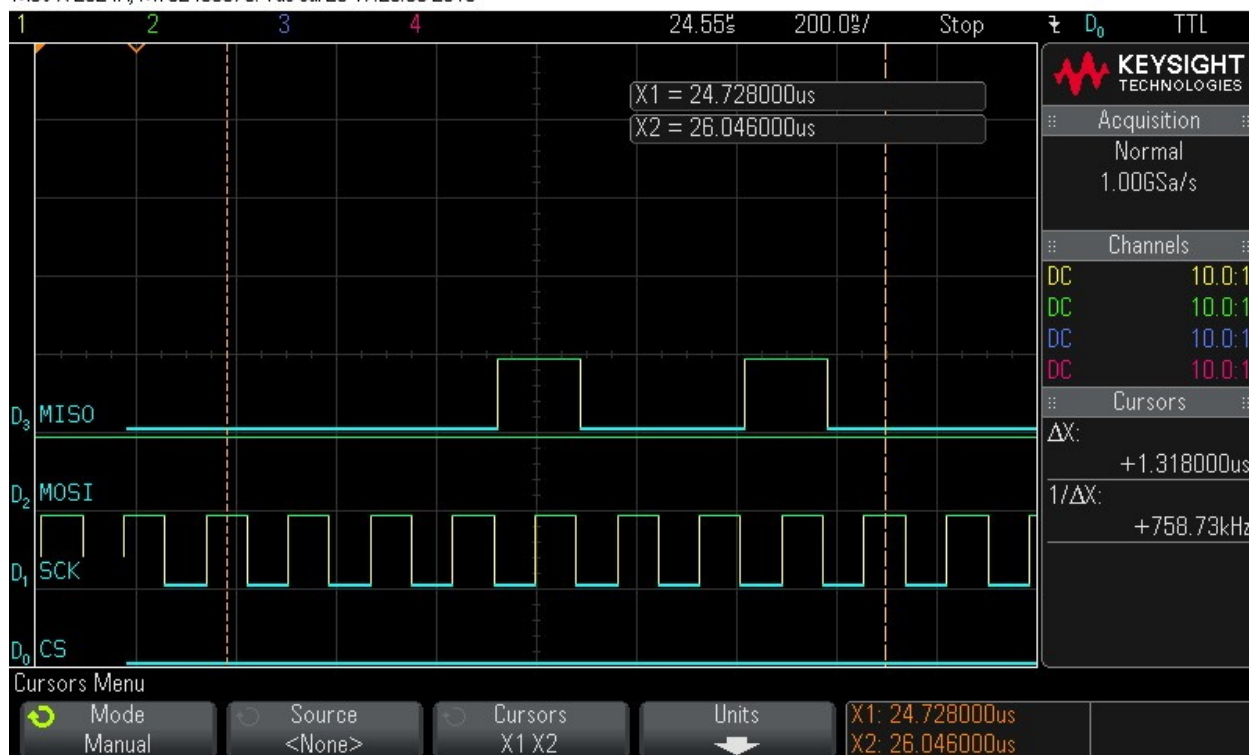 1 2 3 4 24.55㎲ 200.0㎱/ Stop D₀ TTL
KEYSIGHT
TECHNOLOGIES
X1 = 24.728000us
X2 = 26.046000us
Acquisition
Normal
1.00GSa/s
Channels
DC 10.0:1
DC 10.0:1
DC 10.0:1
DC 10.0:1
Cursors
ΔX:
+1.318000us
1/ΔX:
+758.73kHz
D₃ MISO
D₂ MOSI
D₁ SCK
D₀ CS
Cursors Menu
Mode
Manual
Source
<None>
Cursors
X1 X2
Units
X1: 24.728000us
X2: 26.046000us